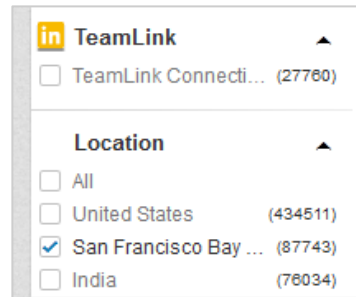 in TeamLink
TeamLink Connecti... (27760)
Location
All
United States (434511)
San Francisco Bay ... (87743)
India (76034)